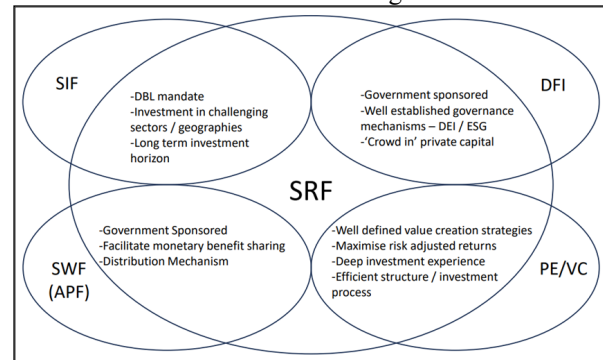 SIF
-DBL mandate
-Investment in challenging
sectors / geographies
-Long term investment
horizon
-Government sponsored
-Well established governance
mechanisms – DEI / ESG
-‘Crowd in’ private capital
DFI
SRF
SWF
(APF)
-Government Sponsored
-Facilitate monetary benefit sharing
-Distribution Mechanism
-Well defined value creation strategies
-Maximise risk adjusted returns
-Deep investment experience
-Efficient structure / investment
process
PE/VC